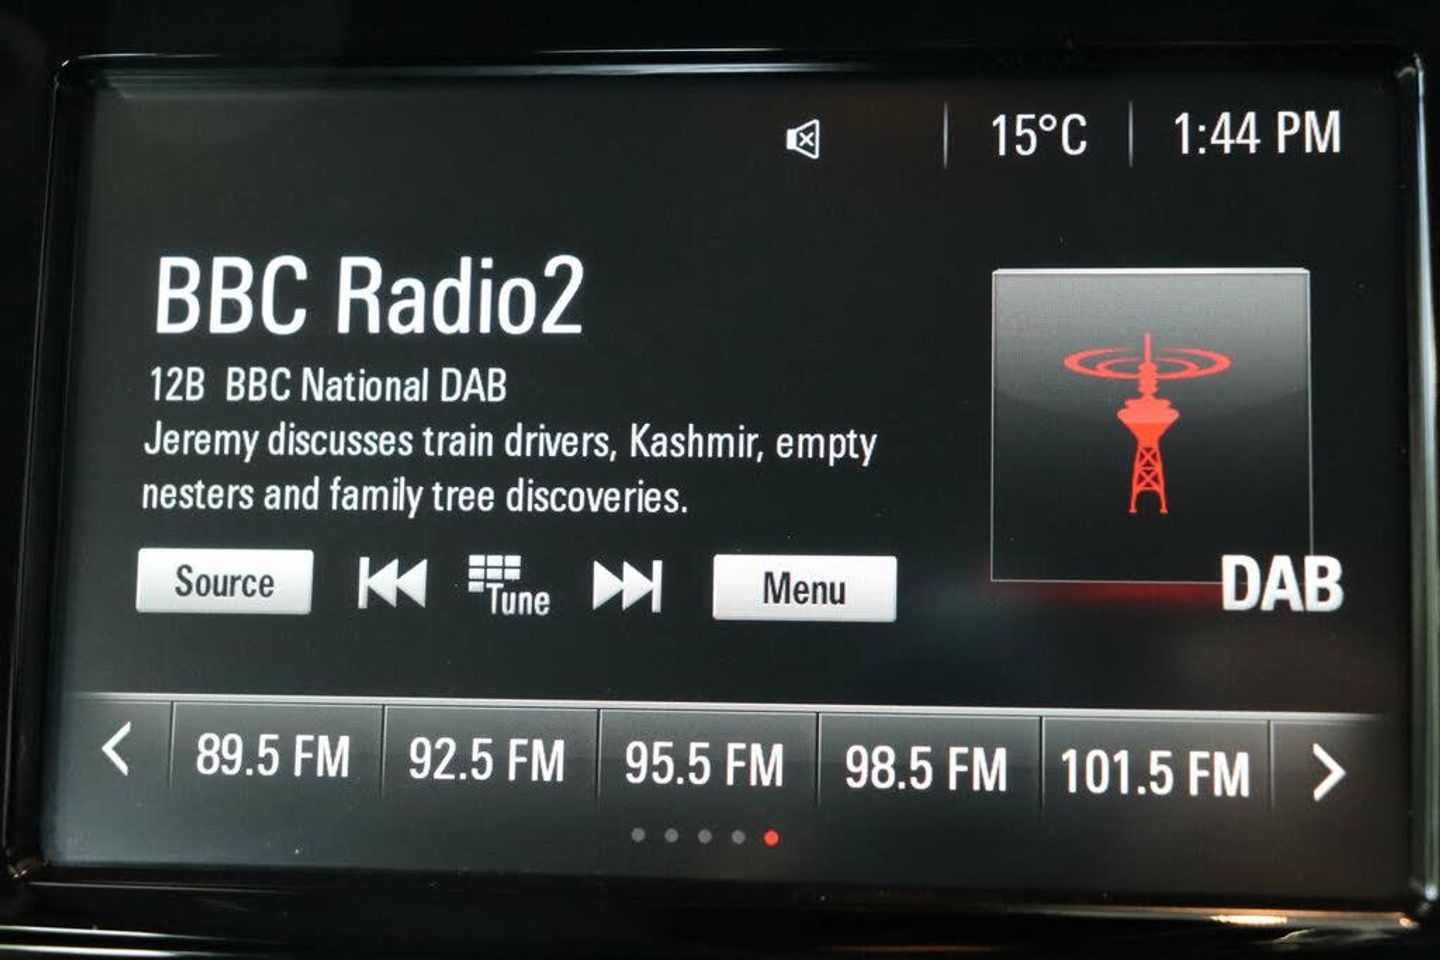 15°C 1:44 PM
BBC Radio2
12B BBC National DAB
Jeremy discusses train drivers, Kashmir, empty
nesters and family tree discoveries.
Source Tune Menu
DAB
89.5 FM 92.5 FM 95.5 FM 98.5 FM 101.5 FM